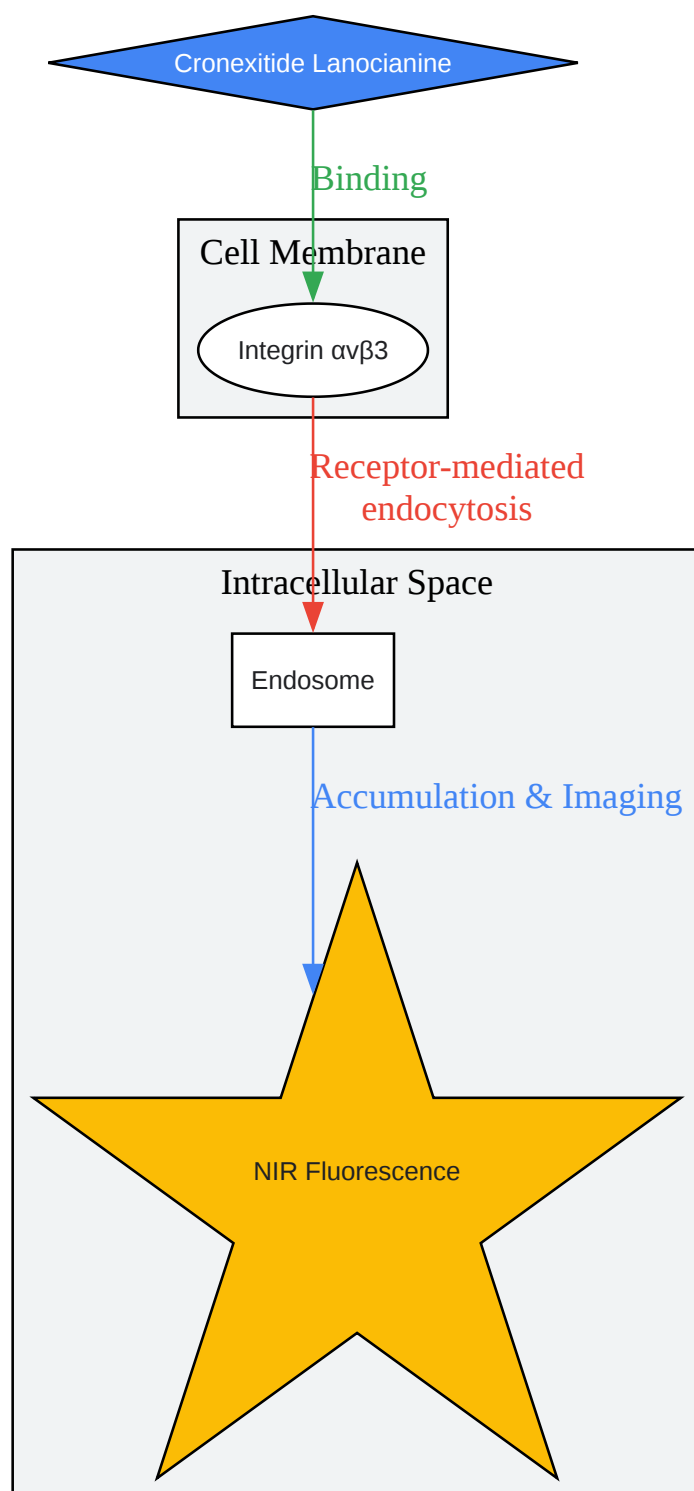 Cronexitide Lanocianine
Binding
Cell Membrane
Integrin αvβ3
Receptor-mediated
endocytosis
Intracellular Space
Endosome
Accumulation & Imaging
NIR Fluorescence